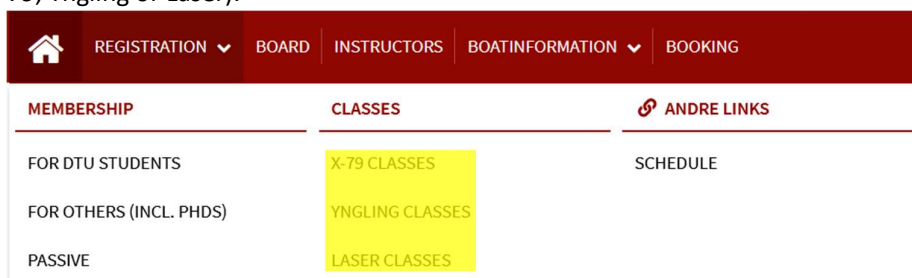 REGISTRATION BOARD INSTRUCTORS BOATINFORMATION BOOKING
MEMBERSHIP CLASSES ANDRE LINKS
FOR DTU STUDENTS X-79 CLASSES SCHEDULE
FOR OTHERS (INCL. PHDS) YNGLING CLASSES
PASSIVE LASER CLASSES